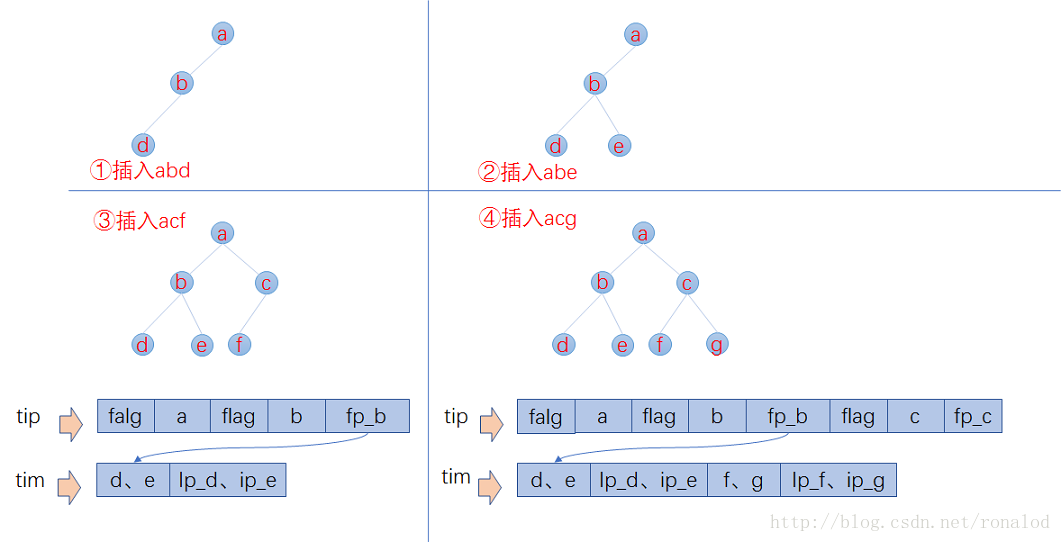 a
b
d
①插入abd
a
b
d e
②插入abe
③插入acf
a
b c
d e f
tip falg a flag b fp_b
tim d、e lp_d、ip_e
④插入acg
a
b c
d e f g
tip falg a flag b fp_b flag c fp_c
tim d、e lp_d、ip_e f、g lp_f、ip_g
http://blog.csdn.net/ronalod